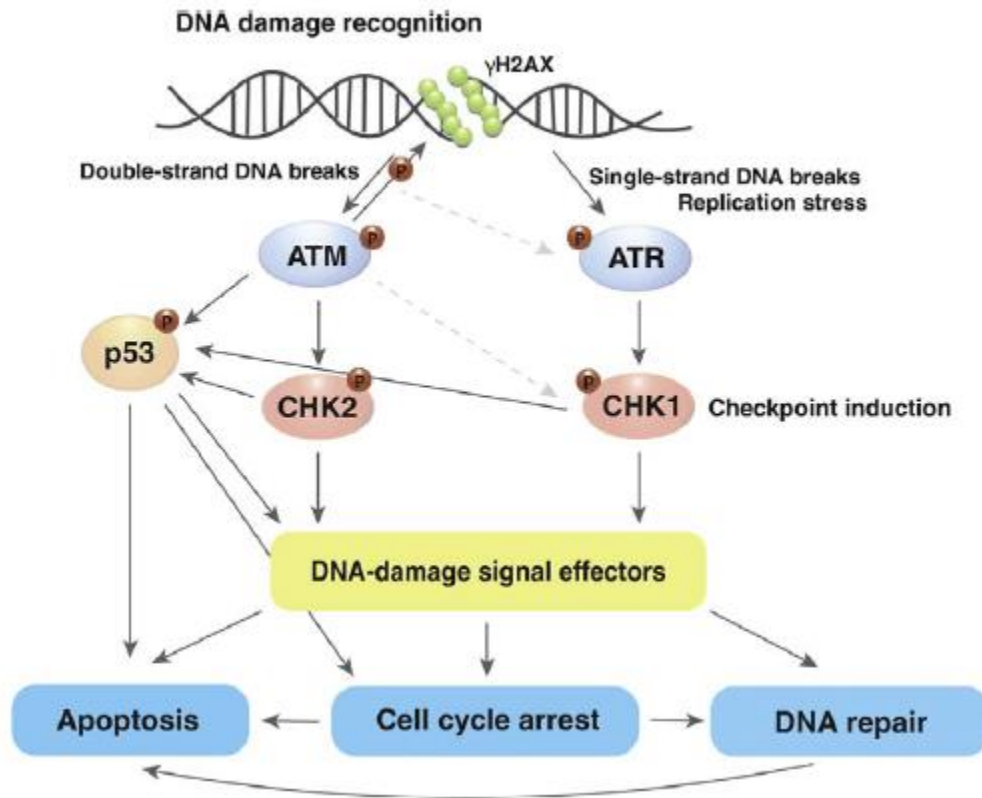 DNA damage recognition
γH2AX
Double-strand DNA breaks
P
Single-strand DNA breaks
Replication stress
ATM
P
P
ATR
P
p53
P
CHK2
P
CHK1
Checkpoint induction
DNA-damage signal effectors
Apoptosis
Cell cycle arrest
DNA repair